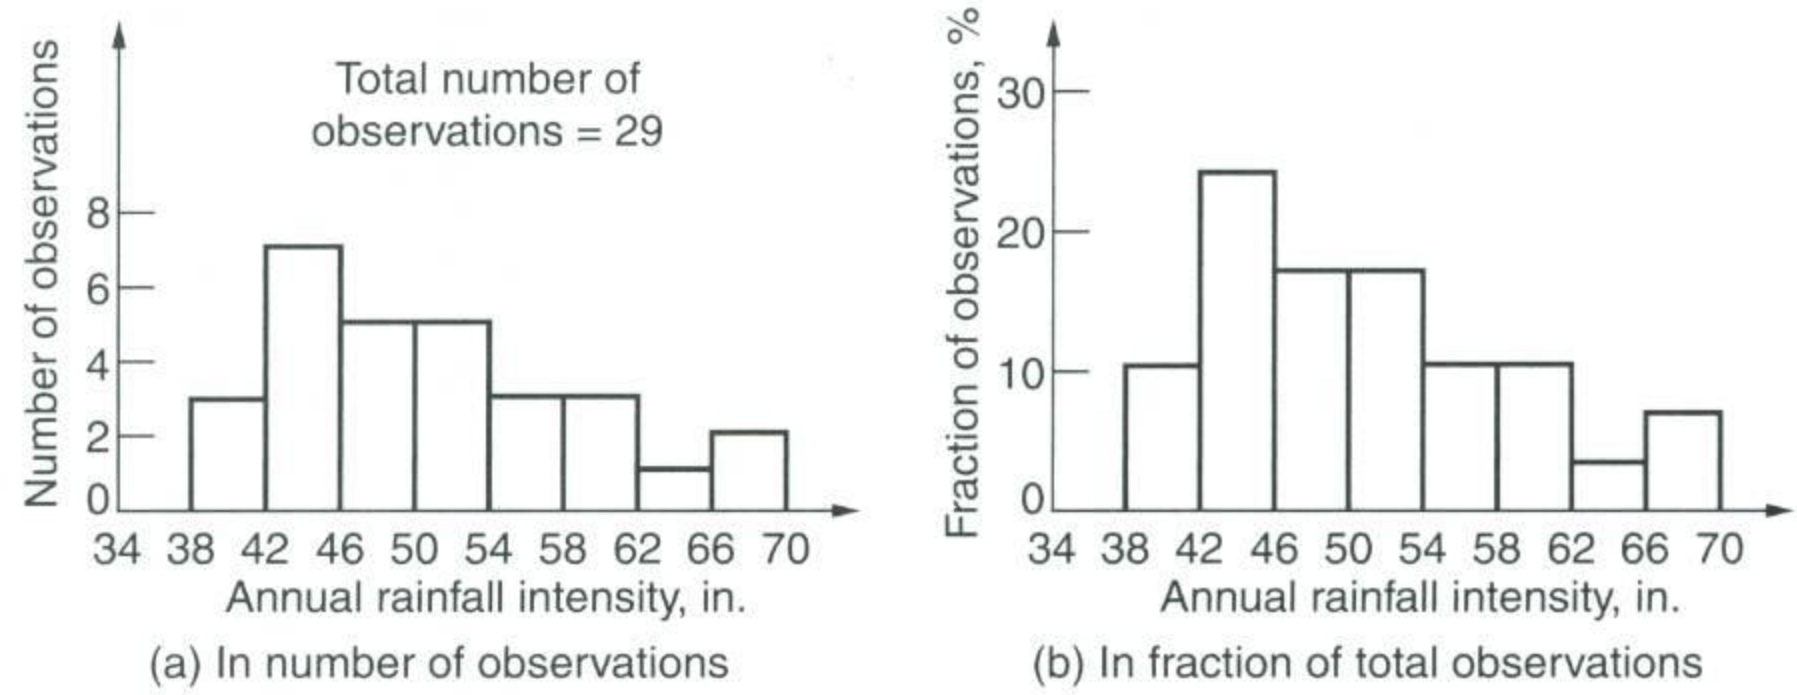 Number of observations
Total number of
observations = 29
8
6
4
2
0
34 38 42 46 50 54 58 62 66 70
Annual rainfall intensity, in.
(a) In number of observations
Fraction of observations, %
30
20
10
0
34 38 42 46 50 54 58 62 66 70
Annual rainfall intensity, in.
(b) In fraction of total observations